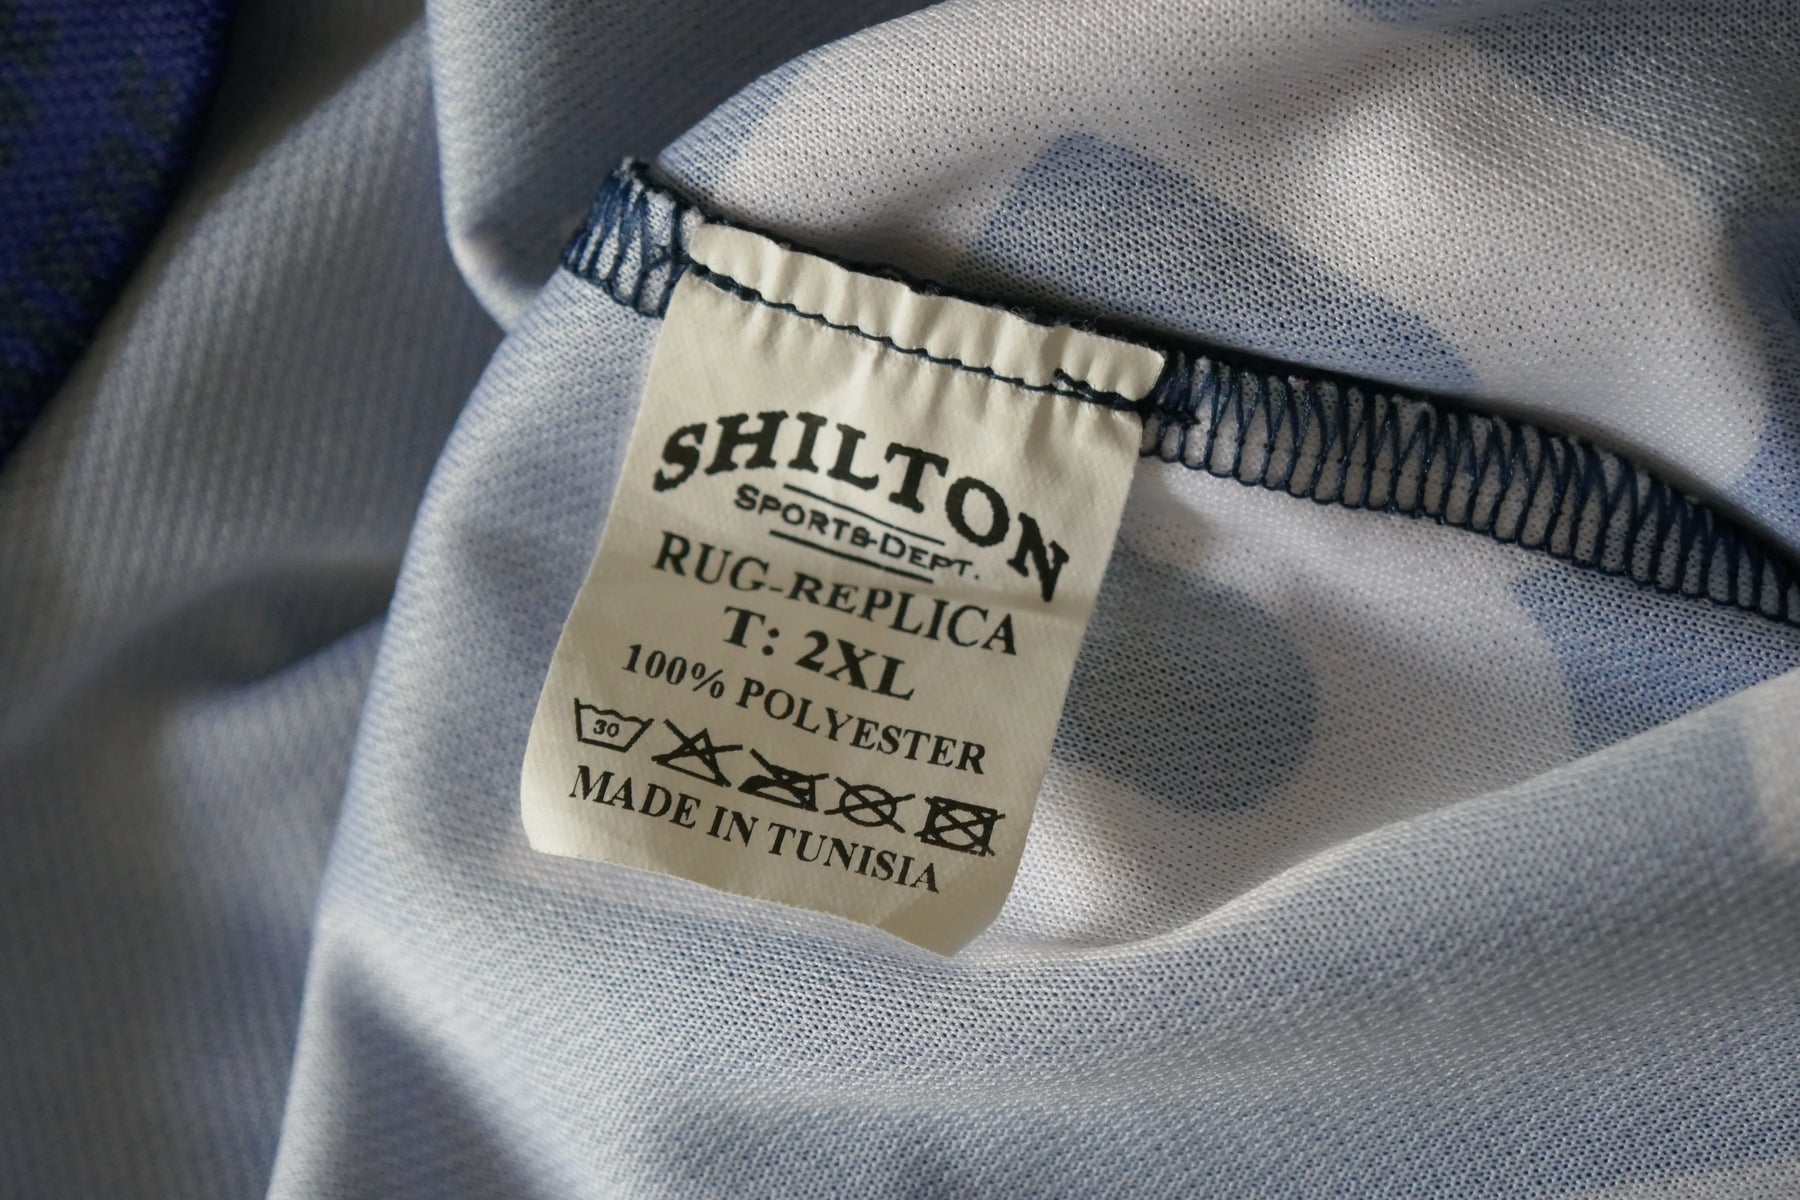 SHILTON
SPORTS-DEPT.
RUG-REPLICA
T: 2XL
100% POLYESTER
30
MADE IN TUNISIA